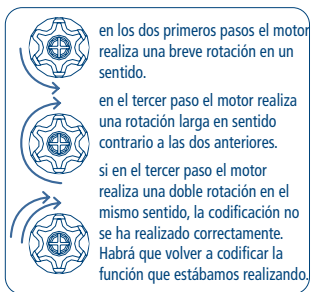 en los dos primeros pasos el motor
realiza una breve rotación en un
sentido.
en el tercer paso el motor realiza
una rotación larga en sentido
contrario a las dos anteriores.
si en el tercer paso el motor
realiza una doble rotación en el
mismo sentido, la codificación no
se ha realizado correctamente.
Habrá que volver a codificar la
función que estábamos realizando.